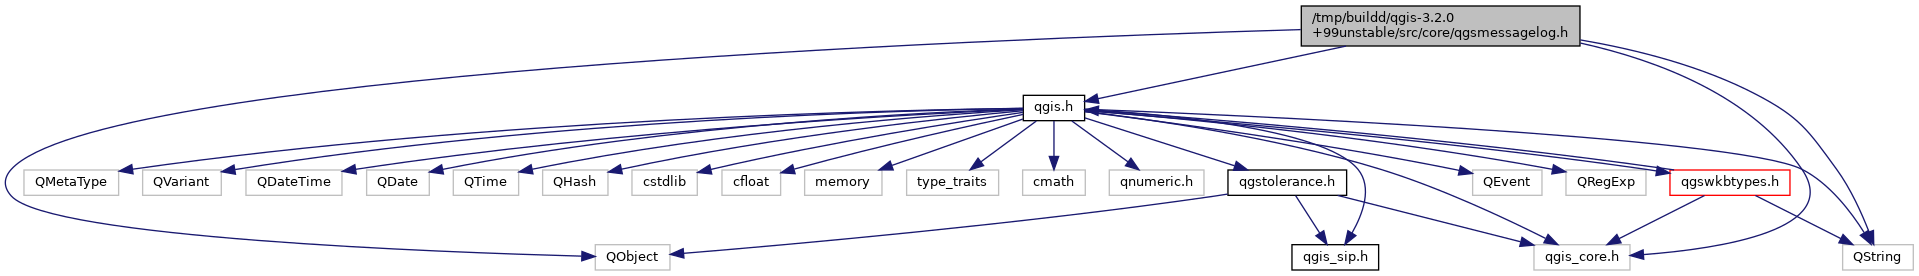 /tmp/buildd/qgis-3.2.0
+99unstable/src/core/qgsmessagelog.h
qgis.h
QMetaType
QVariant
QDateTime
QDate
QTime
QHash
cstdlib
cfloat
memory
type_traits
cmath
qnumeric.h
qgstolerance.h
QEvent
QRegExp
qgswkbtypes.h
QObject
qgis_sip.h
qgis_core.h
QString